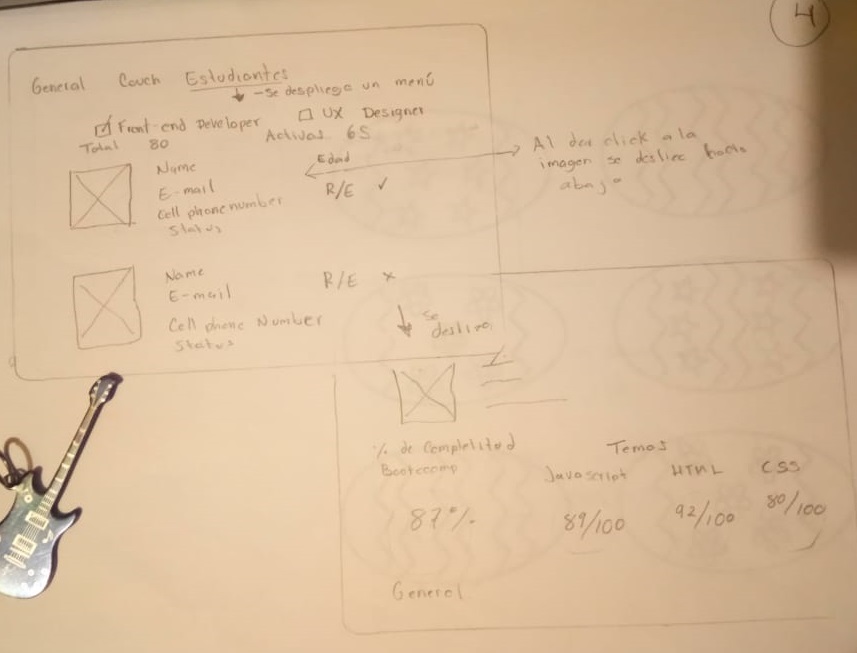 4
General Couch Estudiantes
- Se despliega un menú
Front-end Developer
UX Designer
Total 80
Activas 65
Name
E-mail
Cell phone number
Status
Edad
R/E ✓
Al dar click a la
imagen se desliza hacia
abajo
Name
E-mail
Cell phone Number
Status
R/E x
Se
desliza
% de Completitud
Bootcamp
87%
Temas
Javascript HTML CSS
89/100 92/100 80/100
General